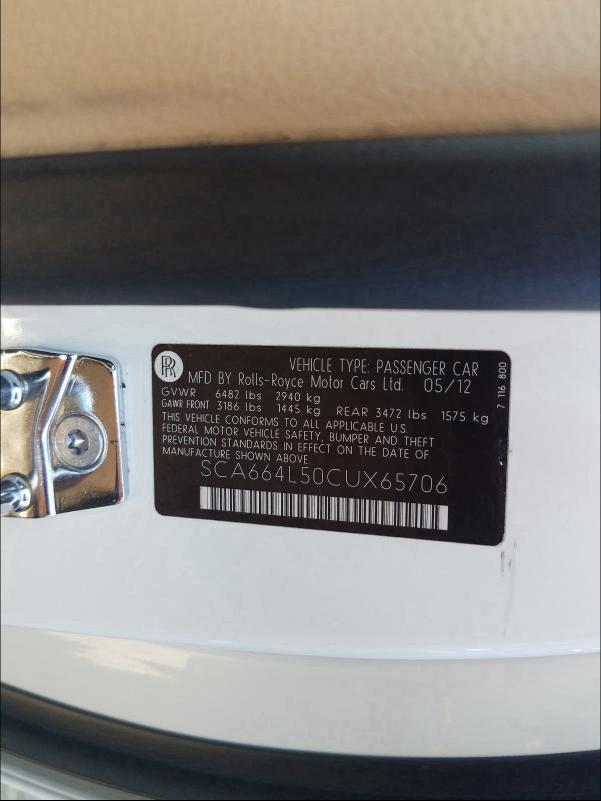 RR
VEHICLE TYPE: PASSENGER CAR
MFD BY Rolls-Royce Motor Cars Ltd. 05/12
GVWR 6482 lbs 2940 kg
GAWR FRONT 3186 lbs 1445 kg REAR 3472 lbs 1575 kg
THIS VEHICLE CONFORMS TO ALL APPLICABLE U.S.
FEDERAL MOTOR VEHICLE SAFETY, BUMPER AND THEFT
PREVENTION STANDARDS IN EFFECT ON THE DATE OF
MANUFACTURE SHOWN ABOVE
SCA664L50CUX65706
7 116 800